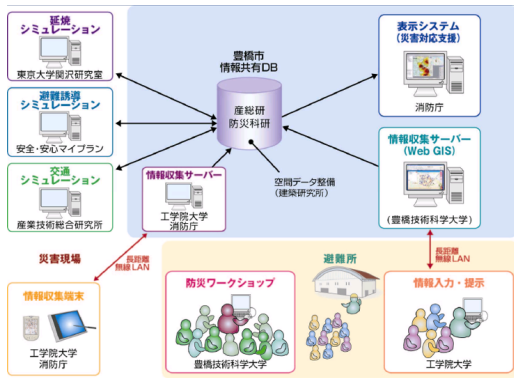 延焼
シミュレーション
東京大学関沢研究室
避難誘導
シミュレーション
安全・安心マイプラン
交通
シミュレーション
産業技術総合研究所
豊橋市
情報共有DB
産総研
防災科研
表示システム
(災害対応支援)
消防庁
情報収集サーバー
(Web GIS)
(豊橋技術科学大学)
情報収集サーバー
工学院大学
消防庁
空間データ整備
(建築研究所)
災害現場
長距離
無線LAN
情報収集端末
工学院大学
消防庁
避難所
防災ワークショップ
豊橋技術科学大学
長距離
無線LAN
情報入力・提示
工学院大学